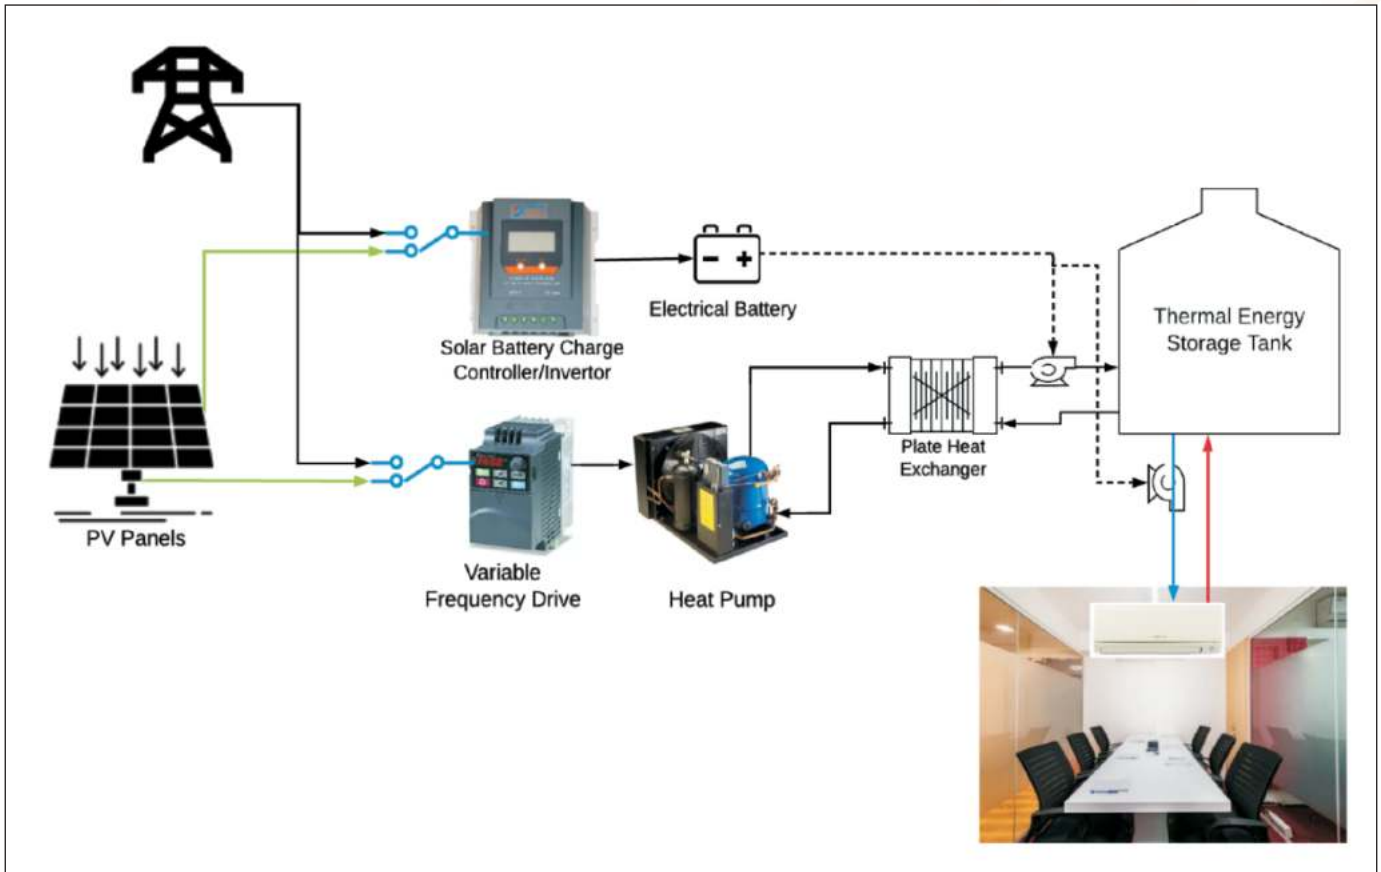 Solar Battery Charge
Controller/Invertor
Electrical Battery
Thermal Energy
Storage Tank
Plate Heat
Exchanger
PV Panels
Variable
Frequency Drive
Heat Pump